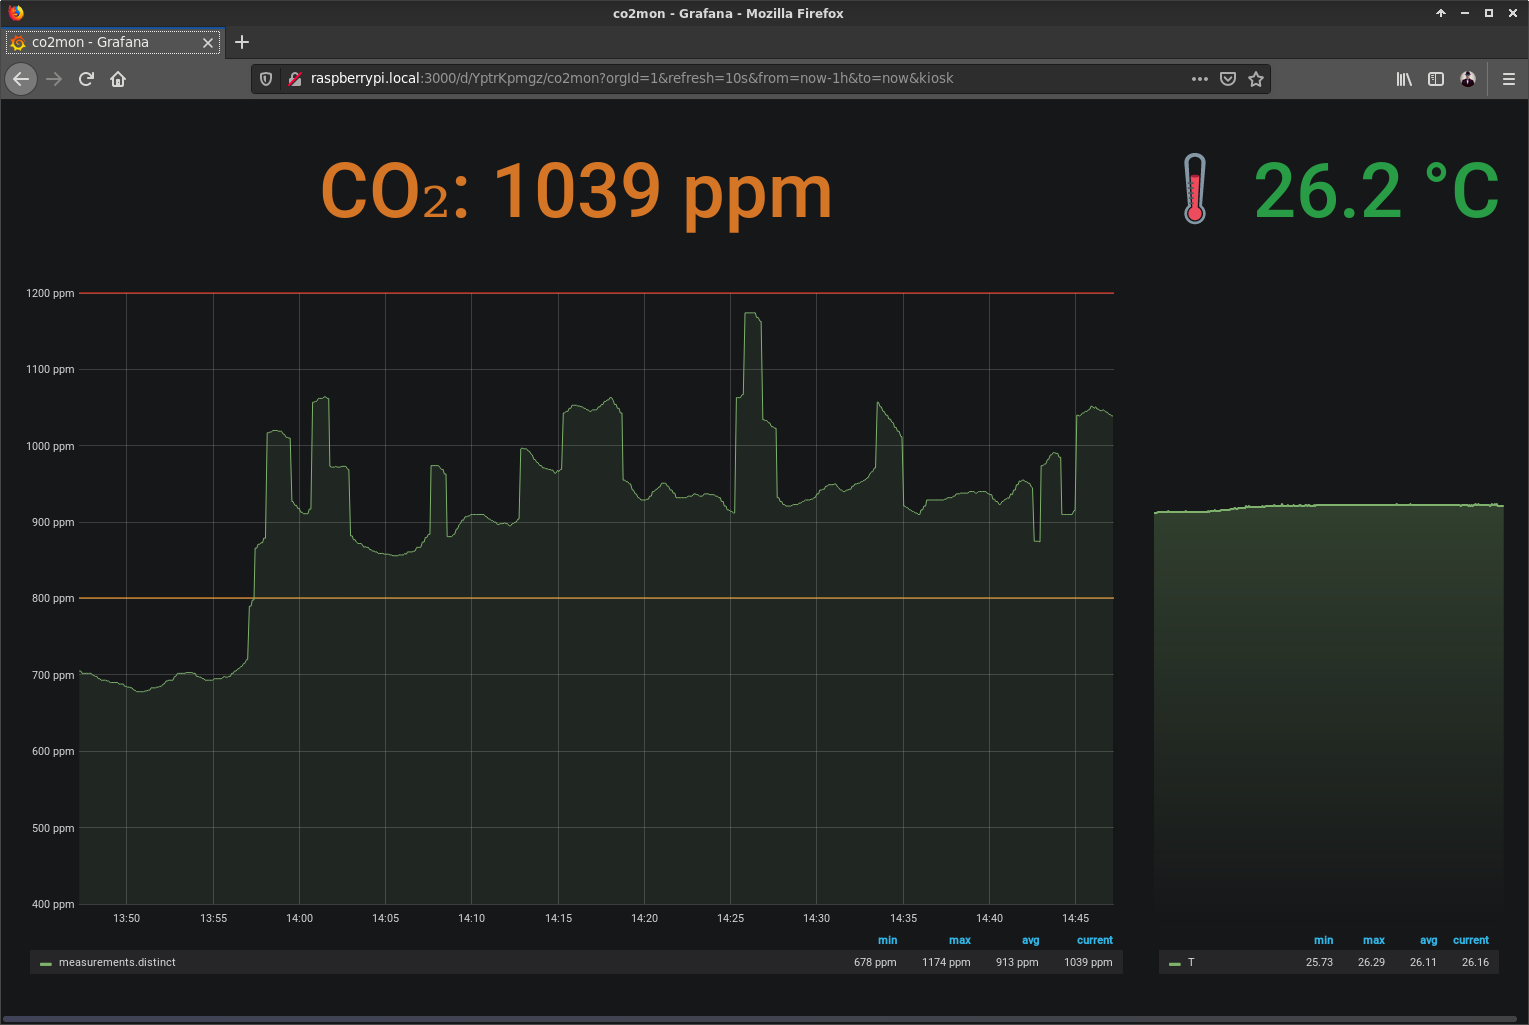 co2mon - Grafana - Mozilla Firefox
co2mon - Grafana
raspberrypi.local:3000/d/YptrKpmgz/co2mon?orgId=1&refresh=10s&from=now-1h&to=now&kiosk
CO₂: 1039 ppm
26.2 °C
1200 ppm
1100 ppm
1000 ppm
900 ppm
800 ppm
700 ppm
600 ppm
500 ppm
400 ppm
13:50 13:55 14:00 14:05 14:10 14:15 14:20 14:25 14:30 14:35 14:40 14:45
min max avg current
measurements.distinct 678 ppm 1174 ppm 913 ppm 1039 ppm
min max avg current
T 25.73 26.29 26.11 26.16